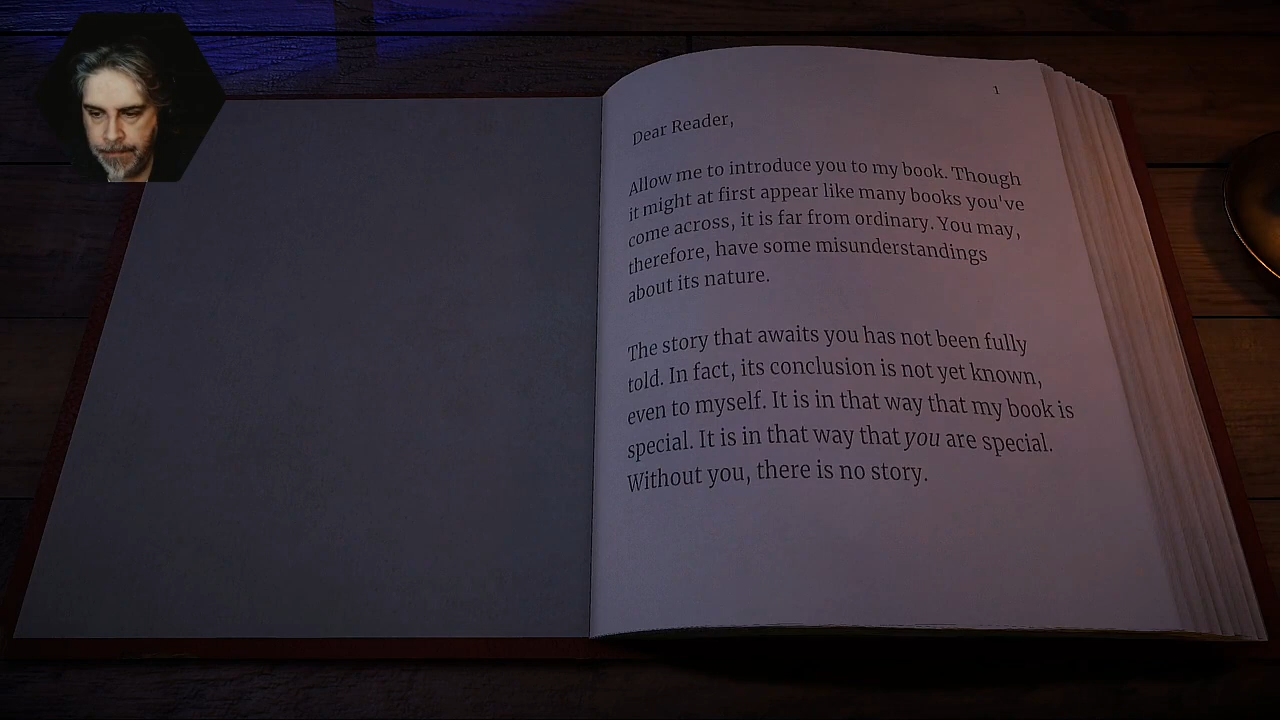 1
Dear Reader,
Allow me to introduce you to my book. Though
it might at first appear like many books you've
come across, it is far from ordinary. You may,
therefore, have some misunderstandings
about its nature.
The story that awaits you has not been fully
told. In fact, its conclusion is not yet known,
even to myself. It is in that way that my book is
special. It is in that way that you are special.
Without you, there is no story.